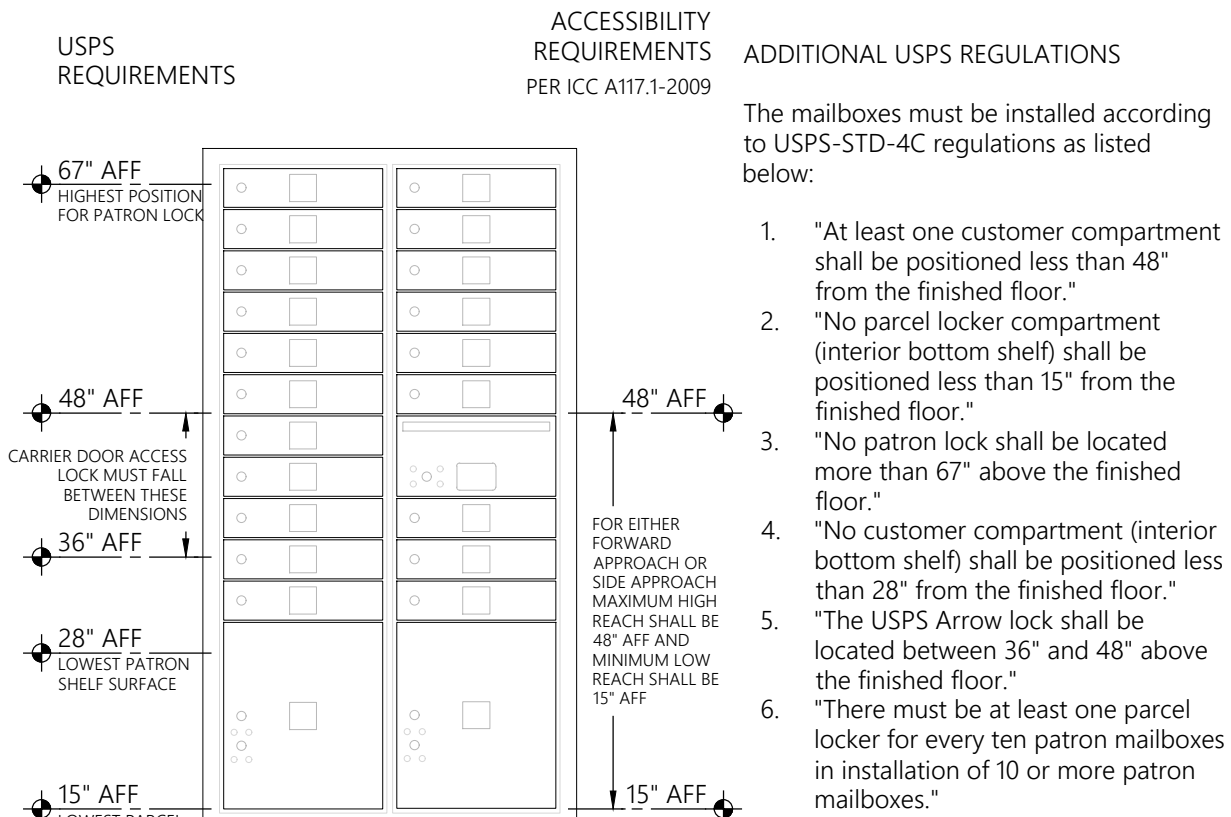 USPS
REQUIREMENTS
67" AFF
HIGHEST POSITION
FOR PATRON LOCK
48" AFF
CARRIER DOOR ACCESS
LOCK MUST FALL
BETWEEN THESE
DIMENSIONS
36" AFF
28" AFF
LOWEST PATRON
SHELF SURFACE
15" AFF
LOWEST PARCEL
ACCESSIBILITY
REQUIREMENTS
PER ICC A117.1-2009
48" AFF
FOR EITHER
FORWARD
APPROACH OR
SIDE APPROACH
MAXIMUM HIGH
REACH SHALL BE
48" AFF AND
MINIMUM LOW
REACH SHALL BE
15" AFF
15" AFF
ADDITIONAL USPS REGULATIONS
The mailboxes must be installed according
to USPS-STD-4C regulations as listed
below:
1. "At least one customer compartment
shall be positioned less than 48"
from the finished floor."
2. "No parcel locker compartment
(interior bottom shelf) shall be
positioned less than 15" from the
finished floor."
3. "No patron lock shall be located
more than 67" above the finished
floor."
4. "No customer compartment (interior
bottom shelf) shall be positioned less
than 28" from the finished floor."
5. "The USPS Arrow lock shall be
located between 36" and 48" above
the finished floor."
6. "There must be at least one parcel
locker for every ten patron mailboxes
in installation of 10 or more patron
mailboxes."